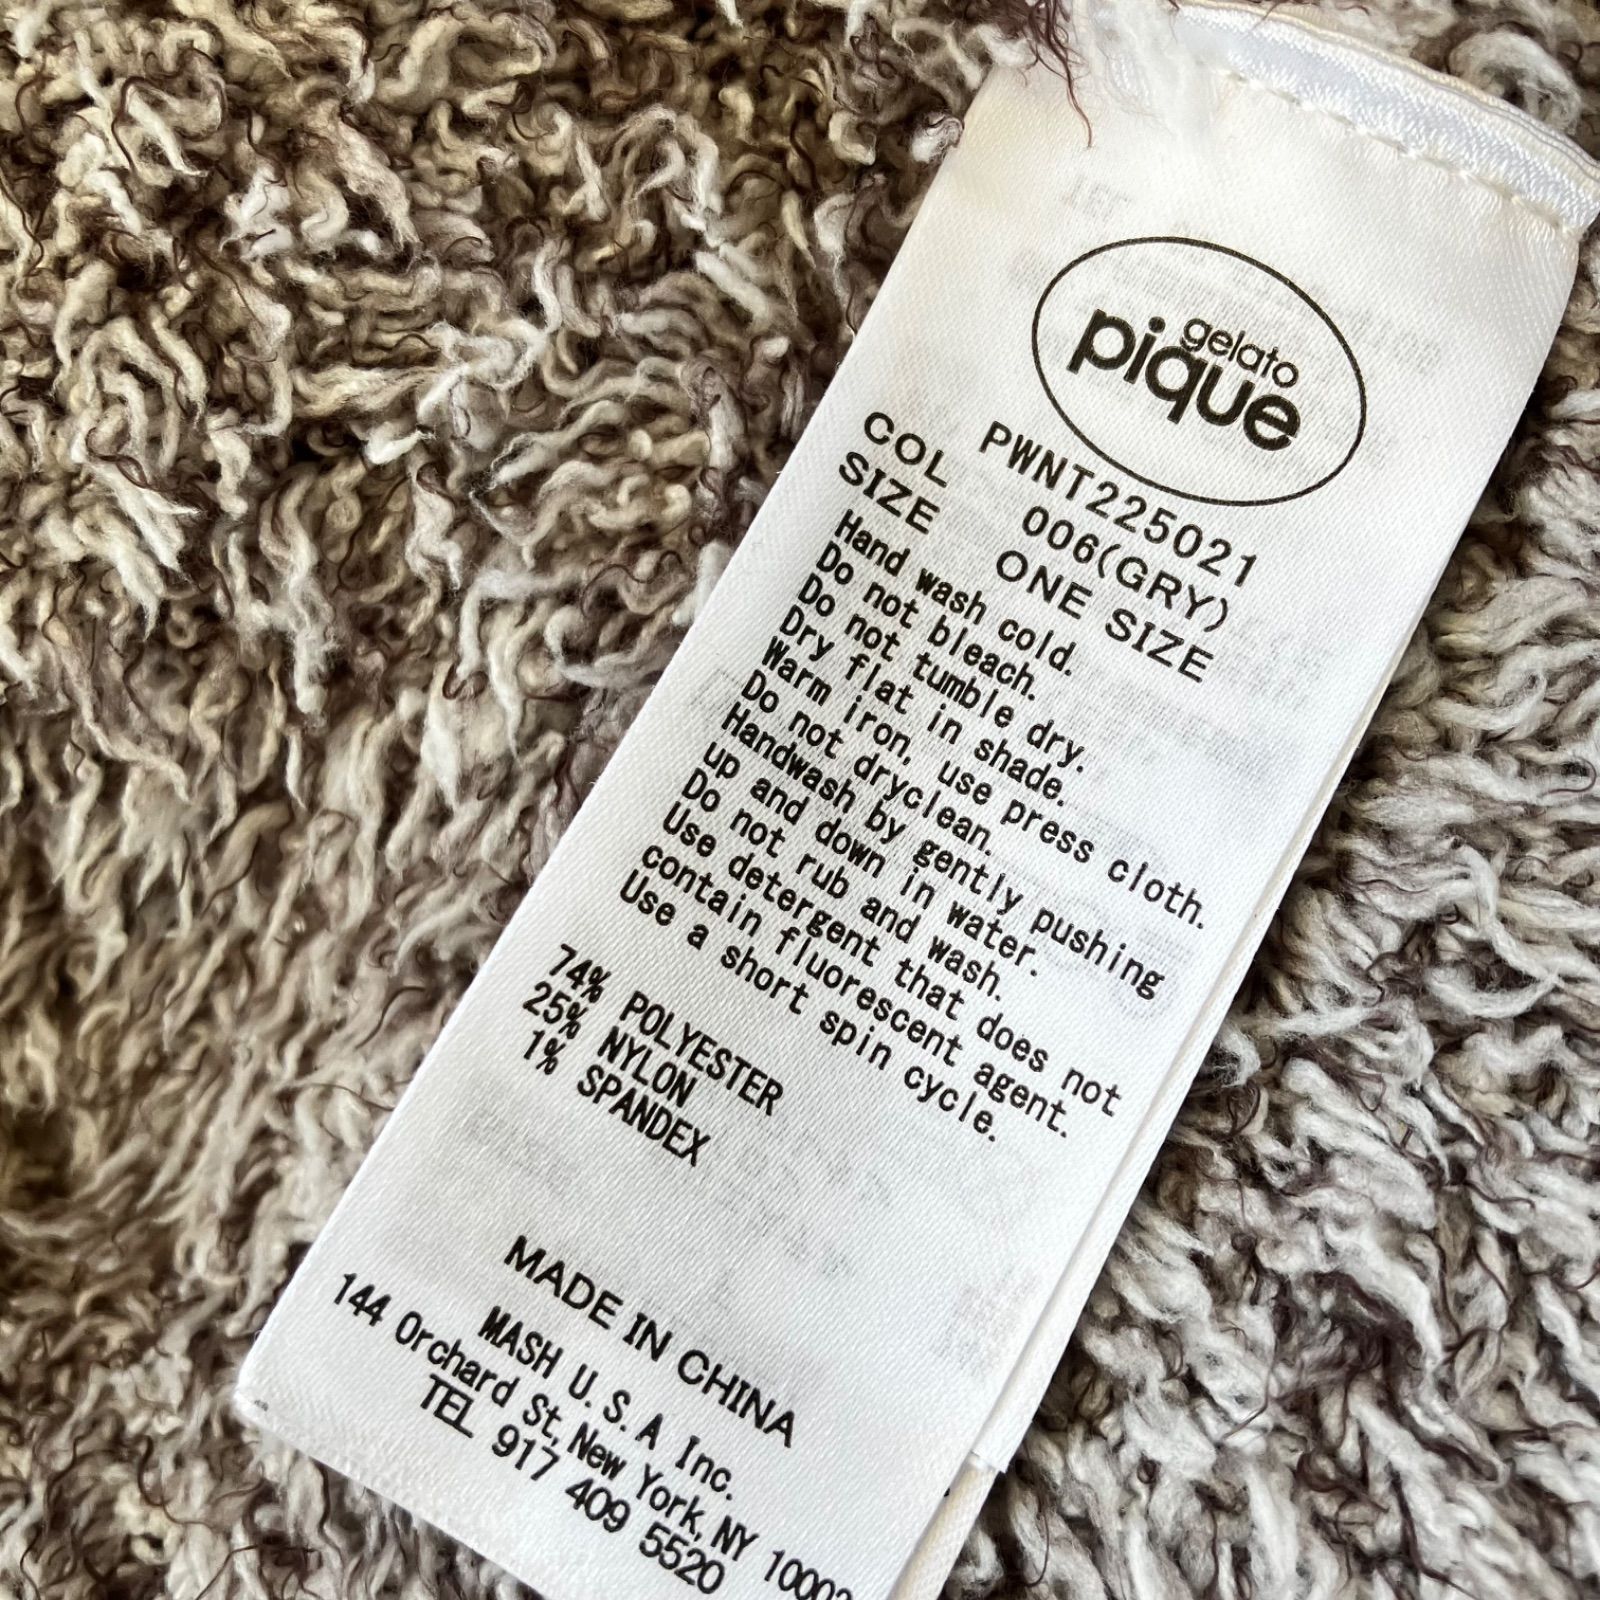 gelato
pique
PWNT225021
COL 006(GRY)
SIZE ONE SIZE
Hand wash cold.
Do not bleach.
Do not tumble dry.
Dry flat in shade.
Warm iron, use press cloth.
Do not dryclean.
Handwash by gently pushing
up and down in water.
Do not rub and wash.
Use detergent that does not
contain fluorescent agent.
Use a short spin cycle.
74% POLYESTER
25% NYLON
1% SPANDEX
MADE IN CHINA
MASH U.S.A Inc.
144 Orchard St, New York, NY 10002
TEL 917 409 5520